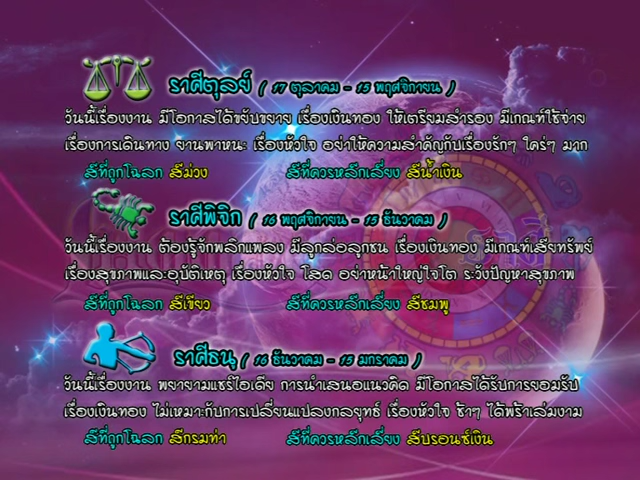 ราศีตุลย์ ( 17 ตุลาคม - 15 พฤศจิกายน )
วันนี้เรื่องงาน มีโอกาสได้ขยับขยาย เรื่องเงินทอง ให้เตรียมสำรอง มีเกณฑ์ใช้จ่าย
เรื่องการเดินทาง ยานพาหนะ เรื่องหัวใจ อย่าให้ความสำคัญกับเรื่องรักๆ ใคร่ๆ มาก
สีที่ถูกโฉลก สีม่วง สีที่ควรหลีกเลี่ยง สีน้ำเงิน
ราศีพิจิก ( 16 พฤศจิกายน - 15 ธันวาคม )
วันนี้เรื่องงาน ต้องรู้จักพลิกแพลง มีลูกล่อลูกชน เรื่องเงินทอง มีเกณฑ์เสียทรัพย์
เรื่องสุขภาพและอุบัติเหตุ เรื่องหัวใจ โสด อย่าหน้าใหญ่ใจโต ระวังปัญหาสุขภาพ
สีที่ถูกโฉลก สีเขียว สีที่ควรหลีกเลี่ยง สีชมพู
ราศีธนู ( 16 ธันวาคม - 15 มกราคม )
วันนี้เรื่องงาน พยายามแชร์ไอเดีย การนำเสนอแนวคิด มีโอกาสได้รับการยอมรับ
เรื่องเงินทอง ไม่เหมาะกับการเปลี่ยนแปลงกลยุทธ์ เรื่องหัวใจ ช้าๆ ได้พร้าเล่มงาม
สีที่ถูกโฉลก สีกรมท่า สีที่ควรหลีกเลี่ยง สีบรอนซ์เงิน